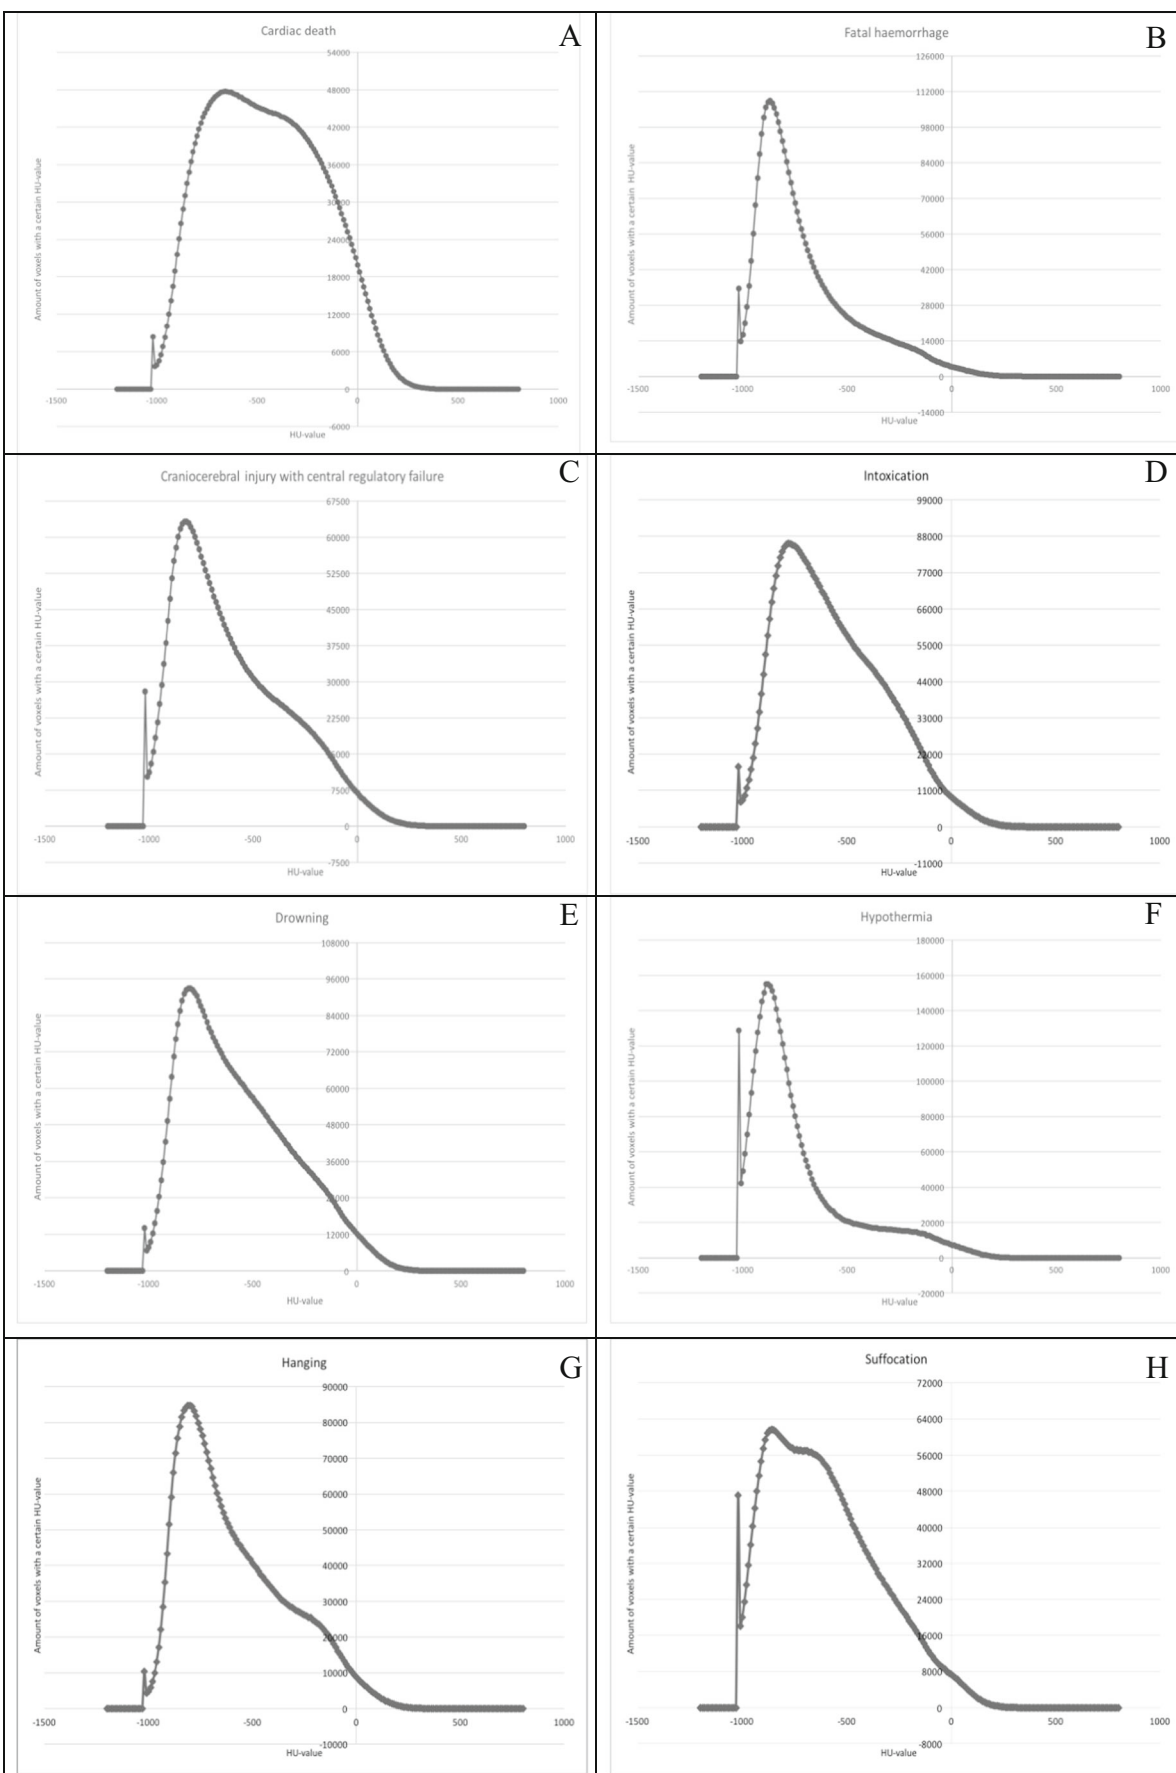 Cardiac death
A
Amount of voxels with a certain HU-value
54000
48000
42000
36000
30000
24000
18000
12000
6000
0
-6000
-1500 -1000 -500 0 500 1000
HU-value
Fatal haemorrhage
B
Amount of voxels with a certain HU-value
126000
112000
98000
84000
70000
56000
42000
28000
14000
0
-14000
-1500 -1000 -500 0 500 1000
HU-value
Craniocerebral injury with central regulatory failure
C
Amount of voxels with a certain HU-value
67500
60000
52500
45000
37500
30000
22500
15000
7500
0
-7500
-1500 -1000 -500 0 500 1000
HU-value
Intoxication
D
Amount of voxels with a certain HU-value
99000
88000
77000
66000
55000
44000
33000
22000
11000
0
-11000
-1500 -1000 -500 0 500 1000
HU-value
Drowning
E
Amount of voxels with a certain HU-value
108000
96000
84000
72000
60000
48000
36000
24000
12000
0
-1500 -1000 -500 0 500 1000
HU-value
Hypothermia
F
Amount of voxels with a certain HU-value
180000
160000
140000
120000
100000
80000
60000
40000
20000
0
-20000
-1500 -1000 -500 0 500 1000
HU-value
Hanging
G
Amount of voxels with a certain HU-value
90000
80000
70000
60000
50000
40000
30000
20000
10000
0
-10000
-1500 -1000 -500 0 500 1000
HU-value
Suffocation
H
Amount of voxels with a certain HU-value
72000
64000
56000
48000
40000
32000
24000
16000
8000
0
-8000
-1500 -1000 -500 0 500 1000
HU-value